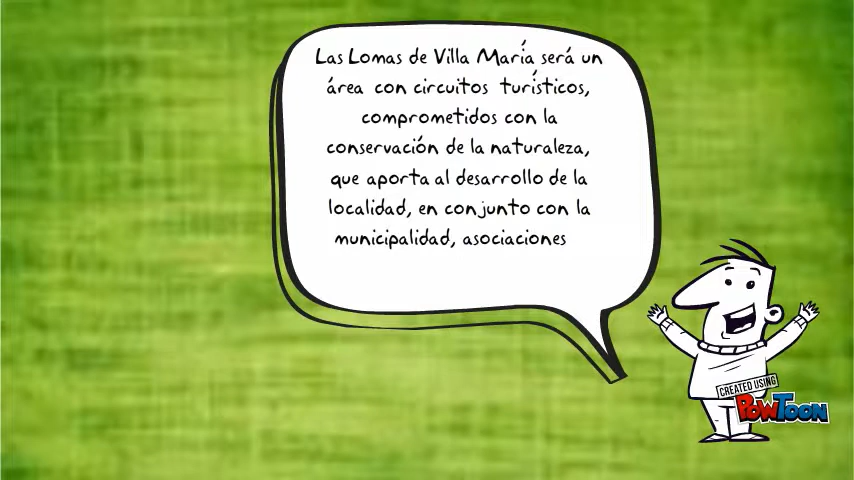 Las Lomas de Villa María será un
área con circuitos turísticos,
comprometidos con la
conservación de la naturaleza,
que aporta al desarrollo de la
localidad, en conjunto con la
municipalidad, asociaciones
CREATED USING
POWTOON